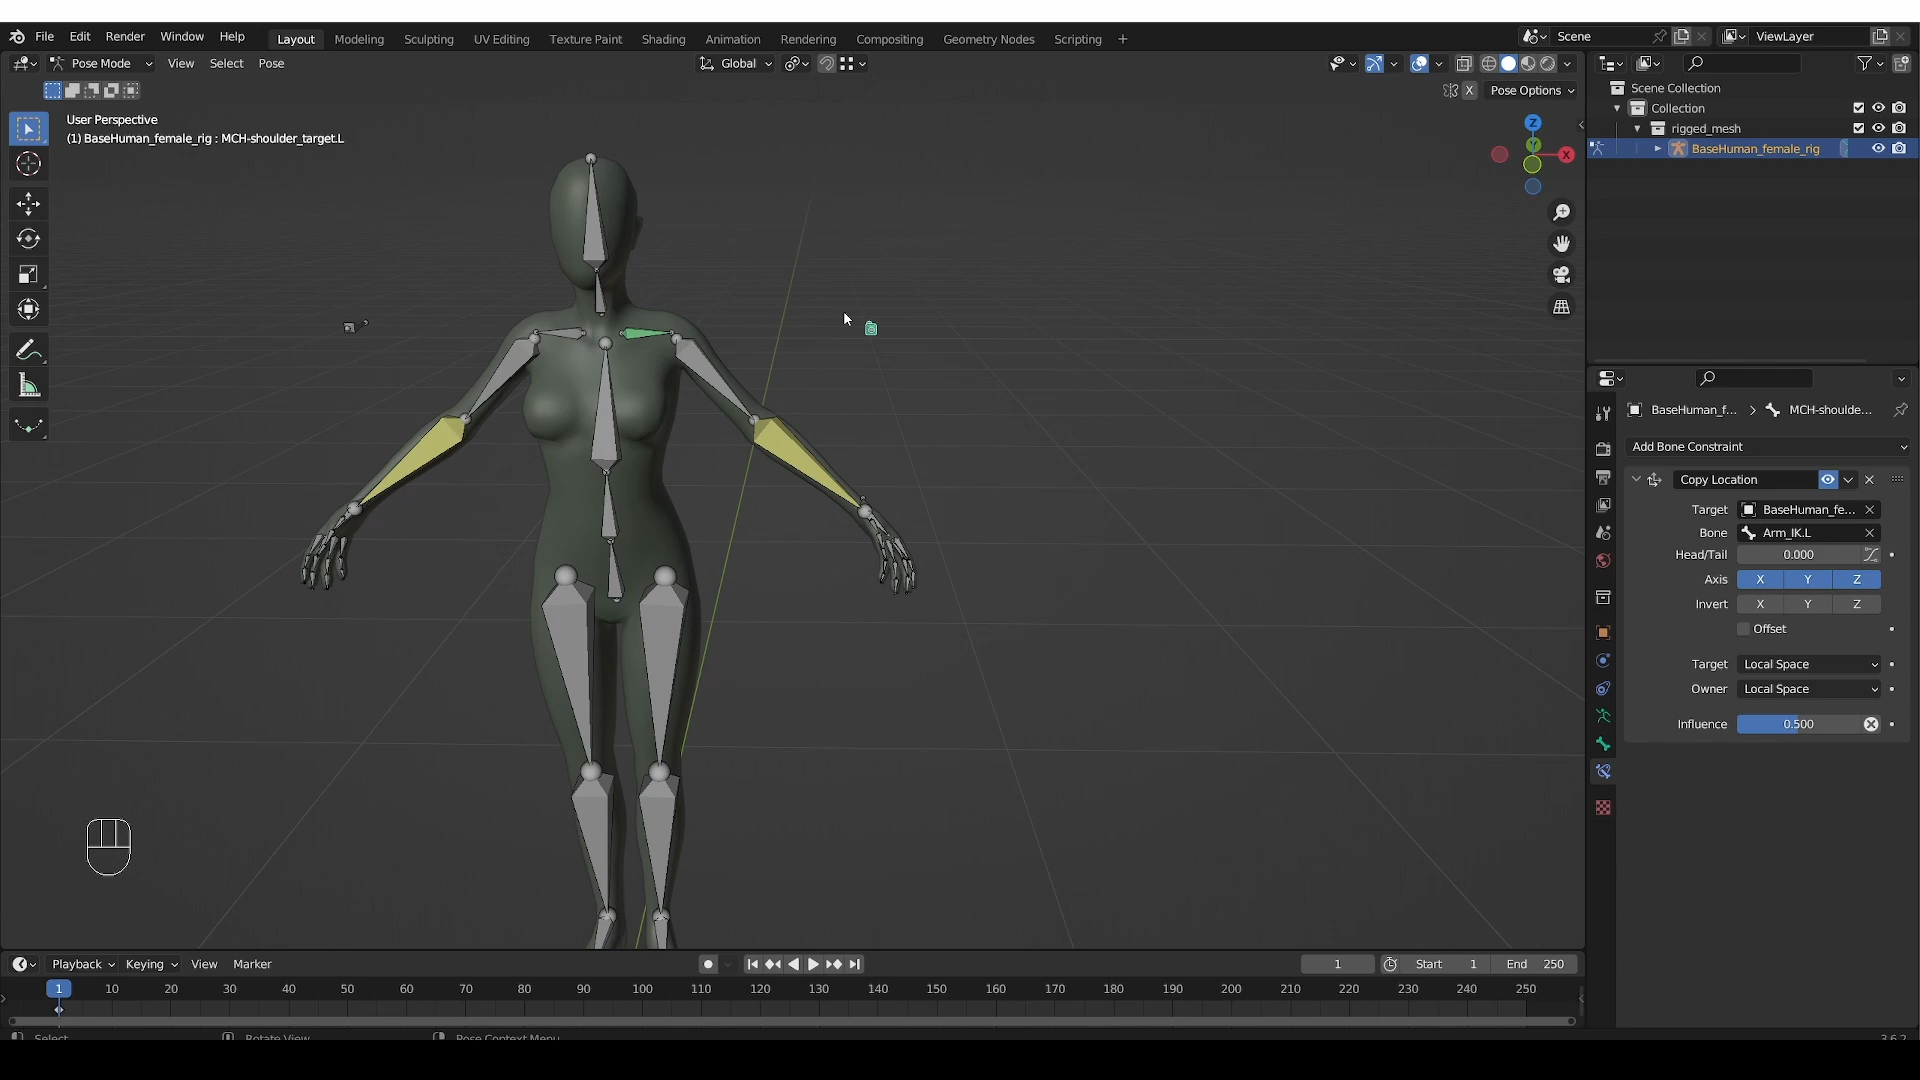 File Edit Render Window Help Layout Modeling Sculpting UV Editing Texture Paint Shading Animation Rendering Compositing Geometry Nodes Scripting + Scene ViewLayer
Pose Mode View Select Pose Global
X Pose Options
User Perspective
(1) BaseHuman_female_rig : MCH-shoulder_target.L
Z
Y
X
Scene Collection
Collection
rigged_mesh
BaseHuman_female_rig
BaseHuman_f... MCH-shoulde...
Add Bone Constraint
Copy Location
Target BaseHuman_fe...
Bone Arm_IK.L
Head/Tail 0.000
Axis X Y Z
Invert X Y Z
Offset
Target Local Space
Owner Local Space
Influence 0.500
Playback Keying View Marker 1 Start 1 End 250
1 10 20 30 40 50 60 70 80 90 100 110 120 130 140 150 160 170 180 190 200 210 220 230 240 250
Select Rotate View Pose Context Menu 3.6.2